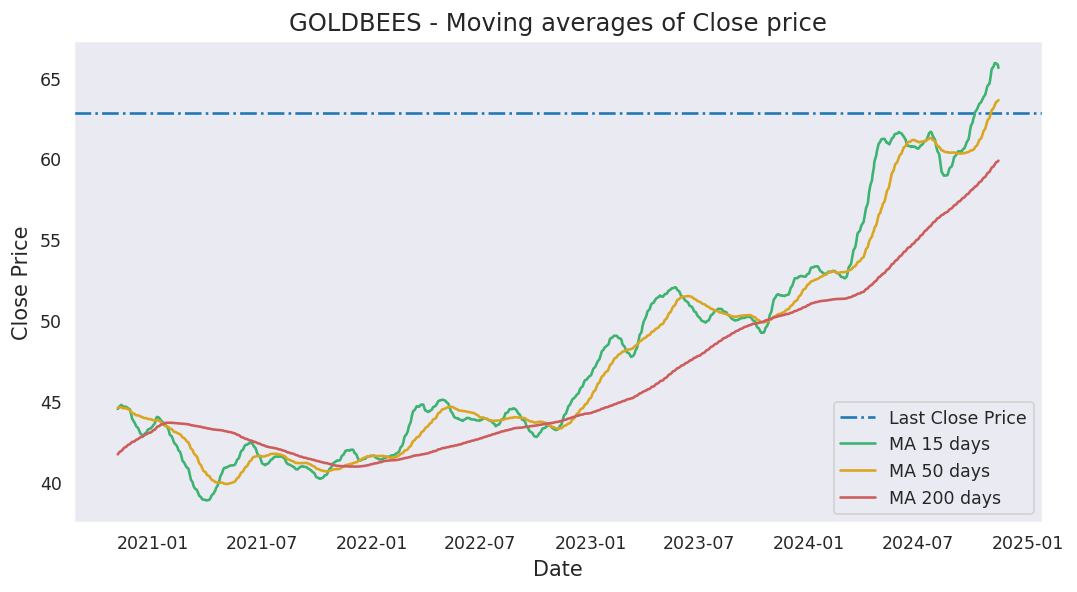 GOLDBEES - Moving averages of Close price
Close Price
65
60
55
50
45
40
Last Close Price
MA 15 days
MA 50 days
MA 200 days
2021-01 2021-07 2022-01 2022-07 2023-01 2023-07 2024-01 2024-07 2025-01
Date